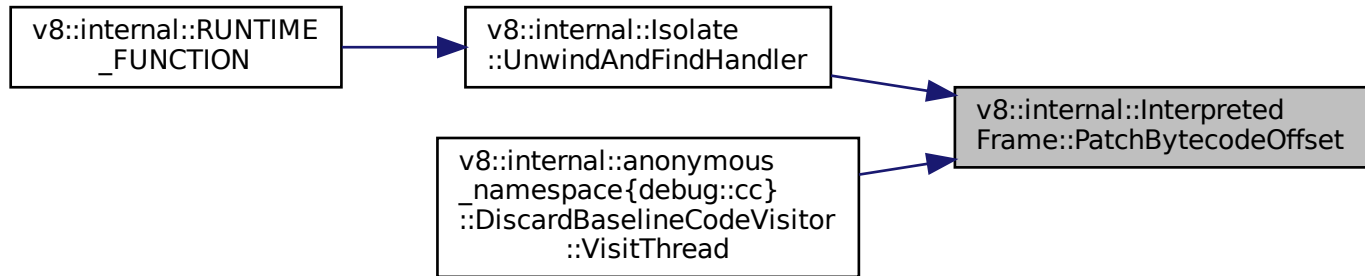 v8::internal::RUNTIME
_FUNCTION
v8::internal::Isolate
::UnwindAndFindHandler
v8::internal::Interpreted
Frame::PatchBytecodeOffset
v8::internal::anonymous
_namespace{debug::cc}
::DiscardBaselineCodeVisitor
::VisitThread